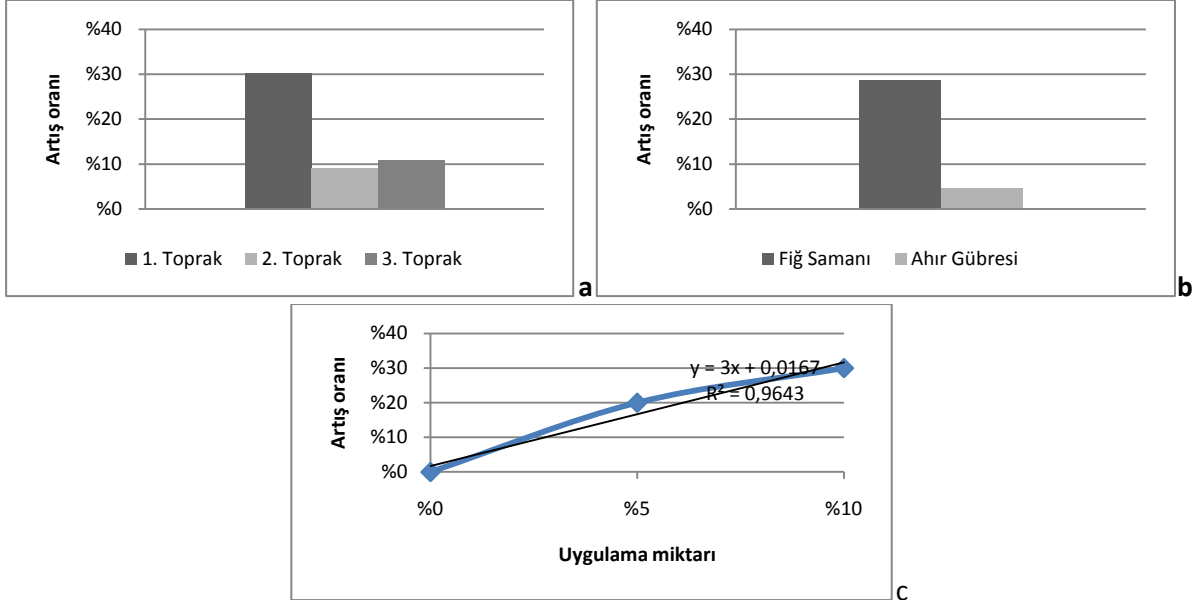 %40
%30
%20
%10
%0
Artış oranı
1. Toprak 2. Toprak 3. Toprak
a
%40
%30
%20
%10
%0
Artış oranı
Fiğ Samanı Ahır Gübresi
b
%40
%30
%20
%10
%0
Artış oranı
y = 3x + 0,0167
R² = 0,9643
%0 %5 %10
Uygulama miktarı
c